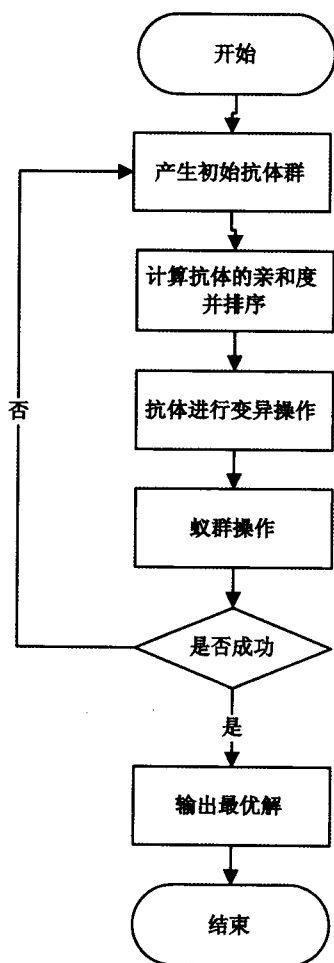 开始
产生初始抗体群
计算抗体的亲和度
并排序
抗体进行变异操作
否
蚁群操作
是否成功
是
输出最优解
结束